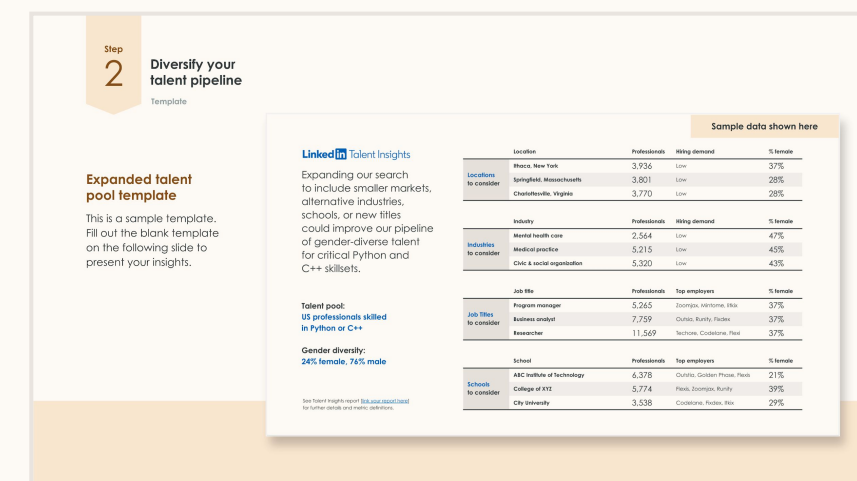 Step
2
Diversify your
talent pipeline
Template
Sample data shown here
Expanded talent
pool template
This is a sample template.
Fill out the blank template
on the following slide to
present your insights.
Linked in Talent Insights
Expanding our search
to include smaller markets,
alternative industries,
schools, or new titles
could improve our pipeline
of gender-diverse talent
for critical Python and
C++ skillsets.
Talent pool:
US professionals skilled
in Python or C++
Gender diversity:
24% female, 76% male
See Talent Insights report [link your report here]
for further details and metric definitions.
Location Professionals Hiring demand % female
Locations
to consider
Ithaca, New York 3,936 Low 37%
Springfield, Massachusetts 3,801 Low 28%
Charlottesville, Virginia 3,770 Low 28%
Industry Professionals Hiring demand % female
Industries
to consider
Mental health care 2,564 Low 47%
Medical practice 5,215 Low 45%
Civic & social organization 5,320 Low 43%
Job title Professionals Top employers % female
Job Titles
to consider
Program manager 5,265 Zoomjax, Mintome, Itkix 37%
Business analyst 7,759 Outsia, Runity, Fixdex 37%
Researcher 11,569 Techore, Codelane, Flexi 37%
School Professionals Top employers % female
Schools
to consider
ABC Institute of Technology 6,378 Outstia, Golden Phase, Flexis 21%
College of XYZ 5,774 Flexis, Zoomjax, Runity 39%
City University 3,538 Codelane, Fixdex, Itkix 29%